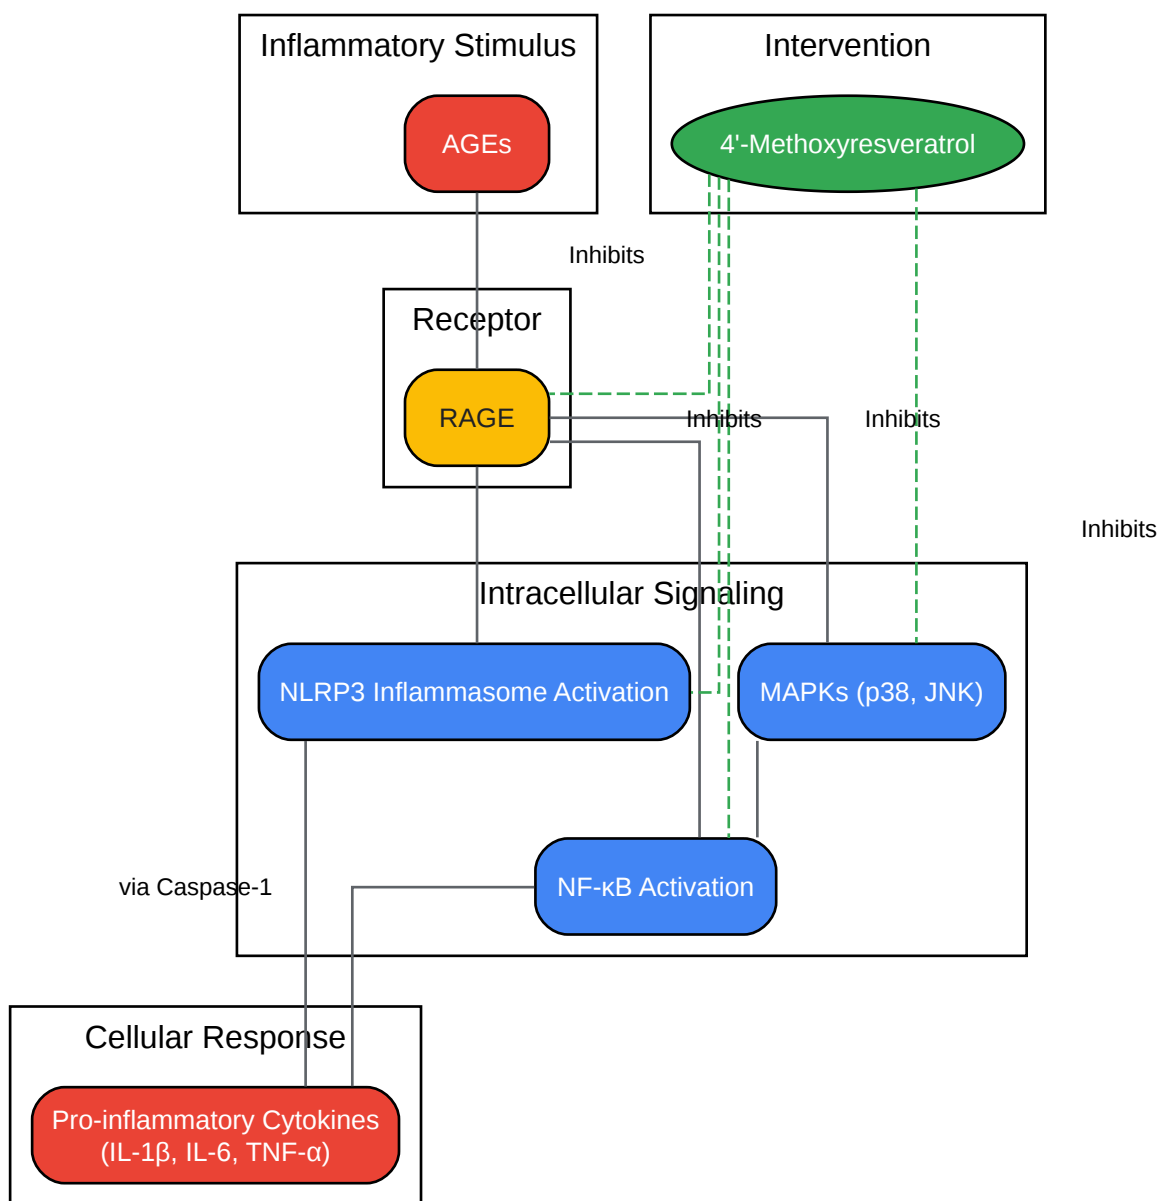 Inflammatory Stimulus
Intervention
AGEs
4'-Methoxyresveratrol
Inhibits
Receptor
RAGE
Inhibits
Inhibits
Inhibits
Intracellular Signaling
NLRP3 Inflammasome Activation
MAPKs (p38, JNK)
via Caspase-1
NF-κB Activation
Cellular Response
Pro-inflammatory Cytokines
(IL-1β, IL-6, TNF-α)